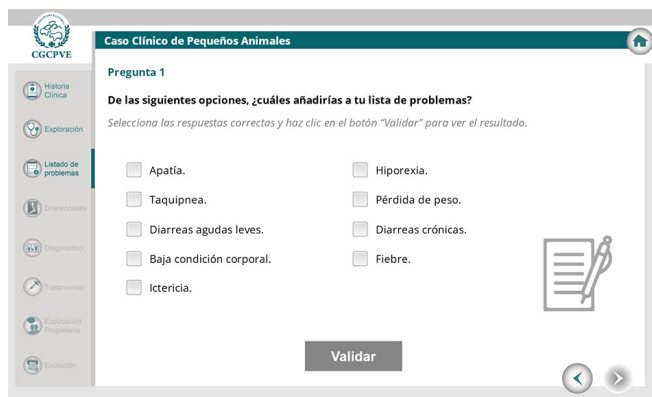 CGCPVE
Caso Clínico de Pequeños Animales
Historia
Clínica
Exploración
Listado de
problemas
Diferenciales
Diagnóstico
Tratamiento
Explicación
Propietario
Evolución
Pregunta 1
De las siguientes opciones, ¿cuáles añadirías a tu lista de problemas?
Selecciona las respuestas correctas y haz clic en el botón “Validar” para ver el resultado.
Apatía.
Hiporexia.
Taquipnea.
Pérdida de peso.
Diarreas agudas leves.
Diarreas crónicas.
Baja condición corporal.
Fiebre.
Ictericia.
Validar